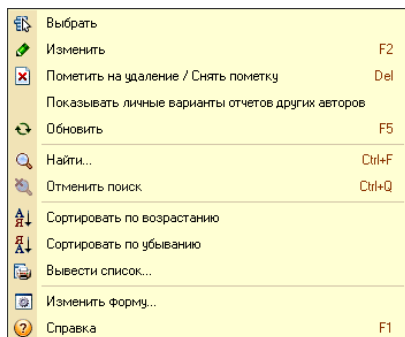 Выбрать
Изменить F2
Пометить на удаление / Снять пометку Del
Показывать личные варианты отчетов других авторов
Обновить F5
Найти... Ctrl+F
Отменить поиск Ctrl+Q
Сортировать по возрастанию
Сортировать по убыванию
Вывести список...
Изменить форму...
Справка F1